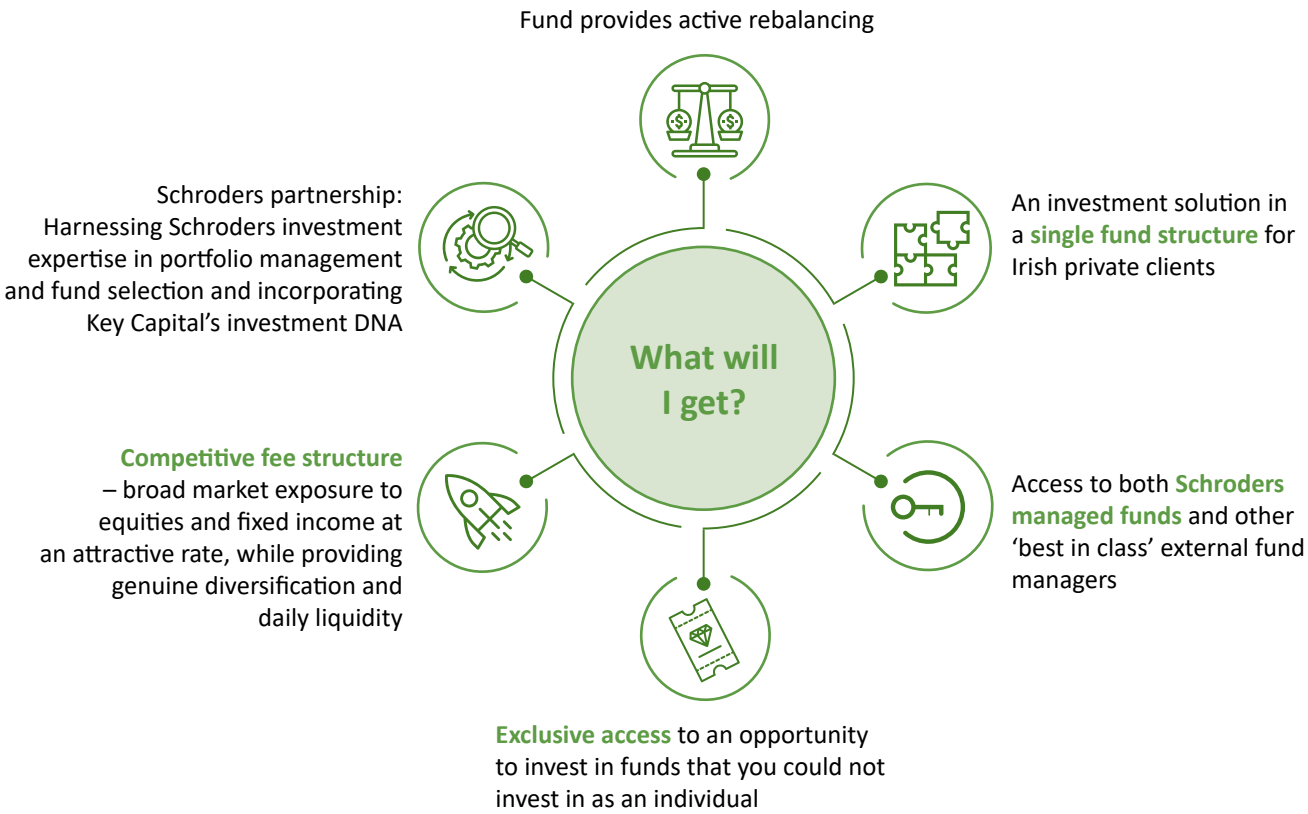 Fund provides active rebalancing
Schroders partnership:
Harnessing Schroders investment
expertise in portfolio management
and fund selection and incorporating
Key Capital's investment DNA
An investment solution in
a single fund structure for
Irish private clients
What will
I get?
Competitive fee structure
– broad market exposure to
equities and fixed income at
an attractive rate, while providing
genuine diversification and
daily liquidity
Access to both Schroders
managed funds and other
‘best in class’ external fund
managers
Exclusive access to an opportunity
to invest in funds that you could not
invest in as an individual